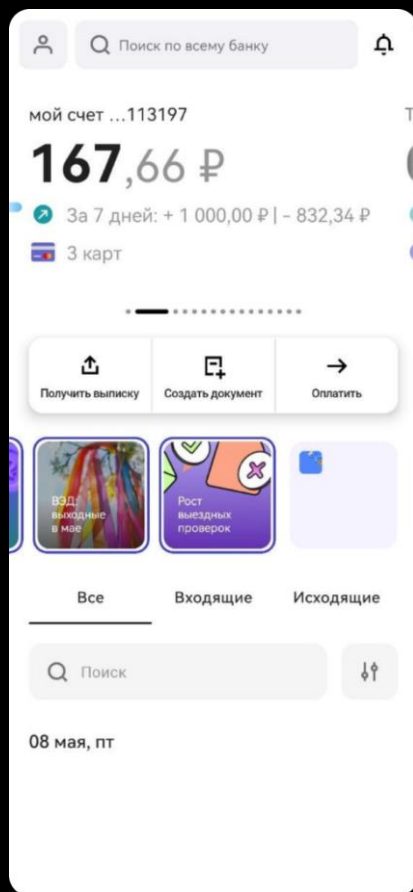 Поиск по всему банку
мой счет ...113197
167,66 ₽
За 7 дней: + 1 000,00 ₽ | − 832,34 ₽
3 карт
Получить выписку
Создать документ
Оплатить
ВЭД:
выходные
в мае
Рост
выездных
проверок
Все
Входящие
Исходящие
Поиск
08 мая, пт